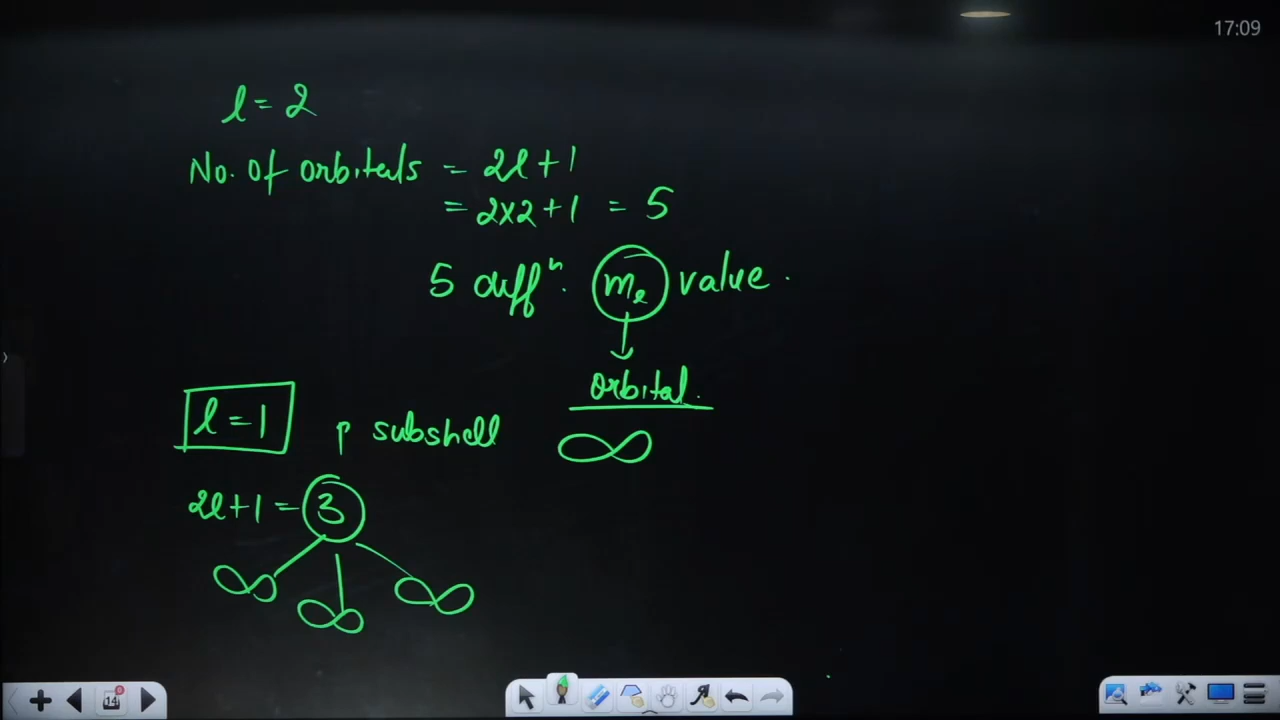 17:09
l = 2
No. of orbitals = 2l + 1
= 2x2 + 1 = 5
5 diffⁿ. mₗ value.
orbital.
l = 1 p subshell
2l + 1 = 3
14